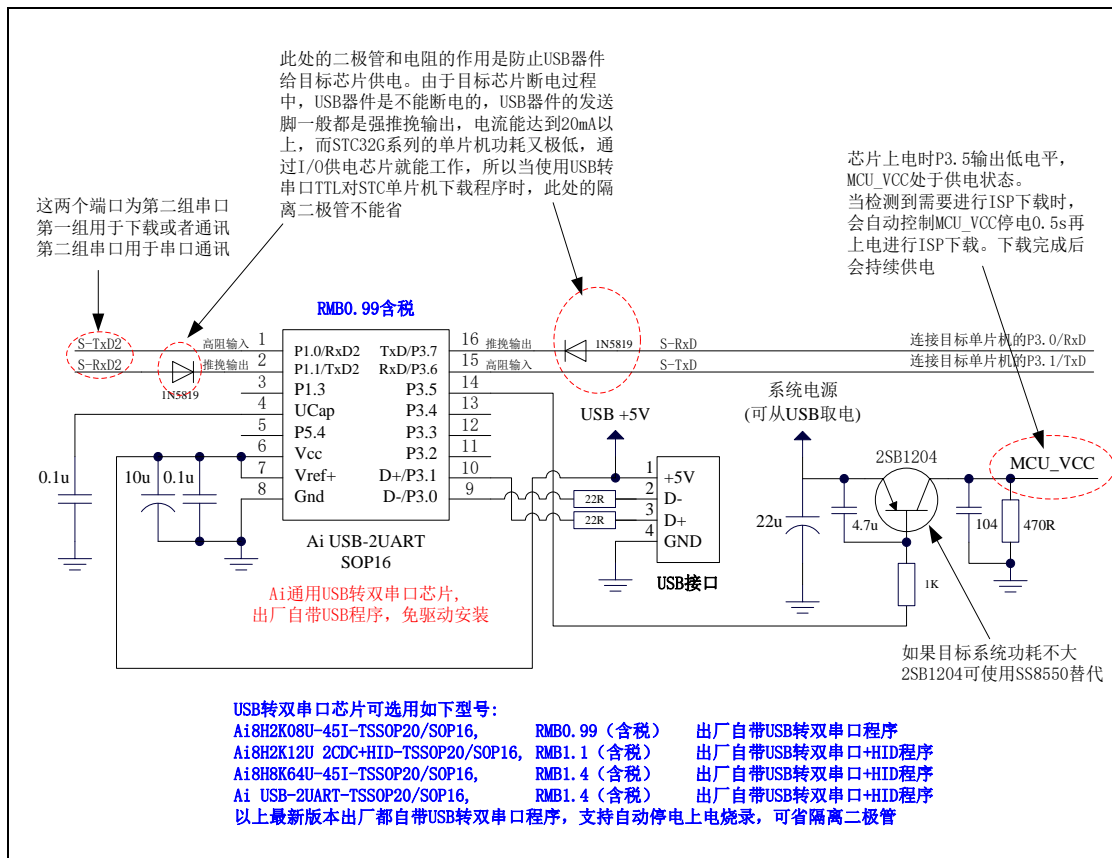 此处的二极管和电阻的作用是防止USB器件
给目标芯片供电。由于目标芯片断电过程
中，USB器件是不能断电的，USB器件的发送
脚一般都是强推挽输出，电流能达到20mA以
上，而STC32G系列的单片机功耗又极低，通
过I/O供电芯片就能工作，所以当使用USB转
串口TTL对STC单片机下载程序时，此处的隔
离二极管不能省
芯片上电时P3.5输出低电平，
MCU_VCC处于供电状态。
当检测到需要进行ISP下载时，
会自动控制MCU_VCC停电0.5s再
上电进行ISP下载。下载完成后
会持续供电
这两个端口为第二组串口
第一组用于下载或者通讯
第二组串口用于串口通讯
RMB0.99含税
S-TxD2 高阻输入 1 P1.0/RxD2 TxD/P3.7 16 推挽输出 1N5819 S-RxD 连接目标单片机的P3.0/RxD
S-RxD2 1N5819 推挽输出 2 P1.1/TxD2 RxD/P3.6 15 高阻输入 S-TxD 连接目标单片机的P3.1/TxD
3 P1.3 P3.5 14
4 UCap P3.4 13
5 P5.4 P3.3 12
6 Vcc P3.2 11
7 Vref+ D+/P3.1 10
8 Gnd D-/P3.0 9
0.1u 10u 0.1u
Ai USB-2UART
SOP16
Ai通用USB转双串口芯片，
出厂自带USB程序，免驱动安装
USB +5V
1 +5V
22R 2 D-
22R 3 D+
4 GND
USB接口
系统电源
(可从USB取电)
2SB1204
MCU_VCC
22u 4.7u 104 470R
1K
如果目标系统功耗不大
2SB1204可使用SS8550替代
USB转双串口芯片可选用如下型号：
Ai8H2K08U-45I-TSSOP20/SOP16, RMB0.99（含税） 出厂自带USB转双串口程序
Ai8H2K12U 2CDC+HID-TSSOP20/SOP16, RMB1.1（含税） 出厂自带USB转双串口+HID程序
Ai8H8K64U-45I-TSSOP20/SOP16, RMB1.4（含税） 出厂自带USB转双串口+HID程序
Ai USB-2UART-TSSOP20/SOP16, RMB1.4（含税） 出厂自带USB转双串口+HID程序
以上最新版本出厂都自带USB转双串口程序，支持自动停电上电烧录，可省隔离二极管